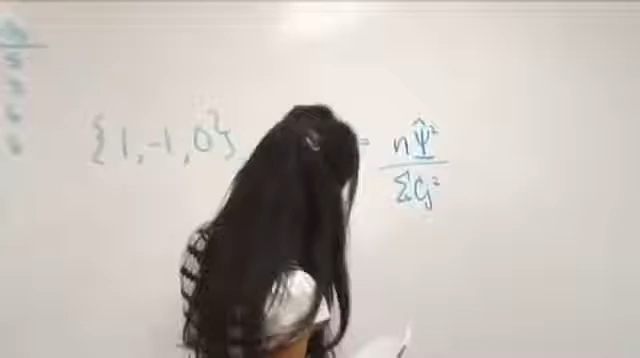 {1, -1, 0} = nΨ̂²
ΣCj²